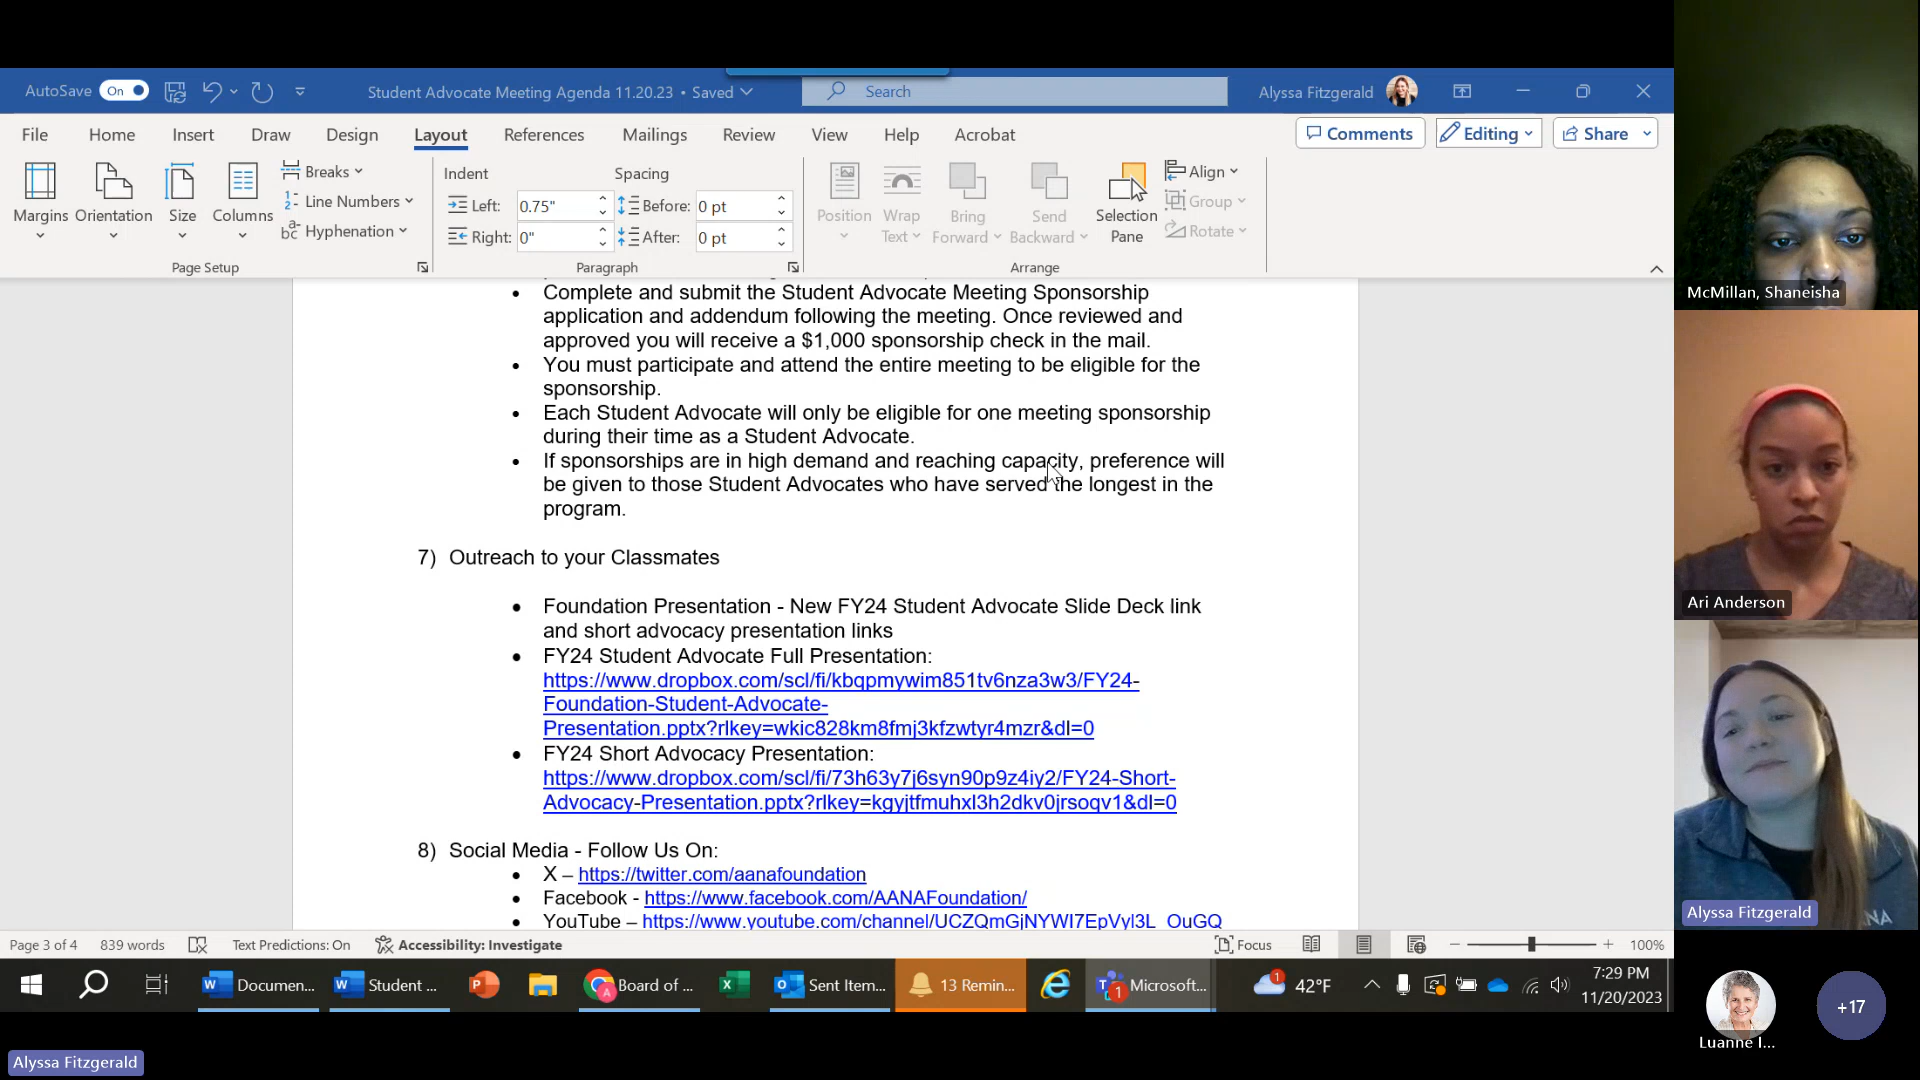 AutoSave On Student Advocate Meeting Agenda 11.20.23 • Saved Search Alyssa Fitzgerald
File Home Insert Draw Design Layout References Mailings Review View Help Acrobat Comments Editing Share
Margins Orientation Size Columns Breaks Line Numbers Hyphenation
Page Setup
Indent Spacing
Left: 0.75" Before: 0 pt
Right: 0" After: 0 pt
Paragraph
Position Wrap Text Bring Forward Send Backward Selection Pane Align Group Rotate
Arrange
• Complete and submit the Student Advocate Meeting Sponsorship
application and addendum following the meeting. Once reviewed and
approved you will receive a $1,000 sponsorship check in the mail.
• You must participate and attend the entire meeting to be eligible for the
sponsorship.
• Each Student Advocate will only be eligible for one meeting sponsorship
during their time as a Student Advocate.
• If sponsorships are in high demand and reaching capacity, preference will
be given to those Student Advocates who have served the longest in the
program.
7) Outreach to your Classmates
• Foundation Presentation - New FY24 Student Advocate Slide Deck link
and short advocacy presentation links
• FY24 Student Advocate Full Presentation:
https://www.dropbox.com/scl/fi/kbqpmywim851tv6nza3w3/FY24-
Foundation-Student-Advocate-
Presentation.pptx?rlkey=wkic828km8fmj3kfzwtyr4mzr&dl=0
• FY24 Short Advocacy Presentation:
https://www.dropbox.com/scl/fi/73h63y7j6syn90p9z4iy2/FY24-Short-
Advocacy-Presentation.pptx?rlkey=kgyjtfmuhxl3h2dkv0jrsoqv1&dl=0
8) Social Media - Follow Us On:
• X – https://twitter.com/aanafoundation
• Facebook - https://www.facebook.com/AANAFoundation/
• YouTube – https://www.youtube.com/channel/UCZQmGjNYWI7EpVyl3L_OuGQ
Page 3 of 4 839 words Text Predictions: On Accessibility: Investigate Focus 100%
Documen... Student ... Board of ... Sent Item... 13 Remin... Microsoft... 42°F 7:29 PM
11/20/2023
McMillan, Shaneisha
Ari Anderson
Alyssa Fitzgerald
Luanne I...
+17
Alyssa Fitzgerald